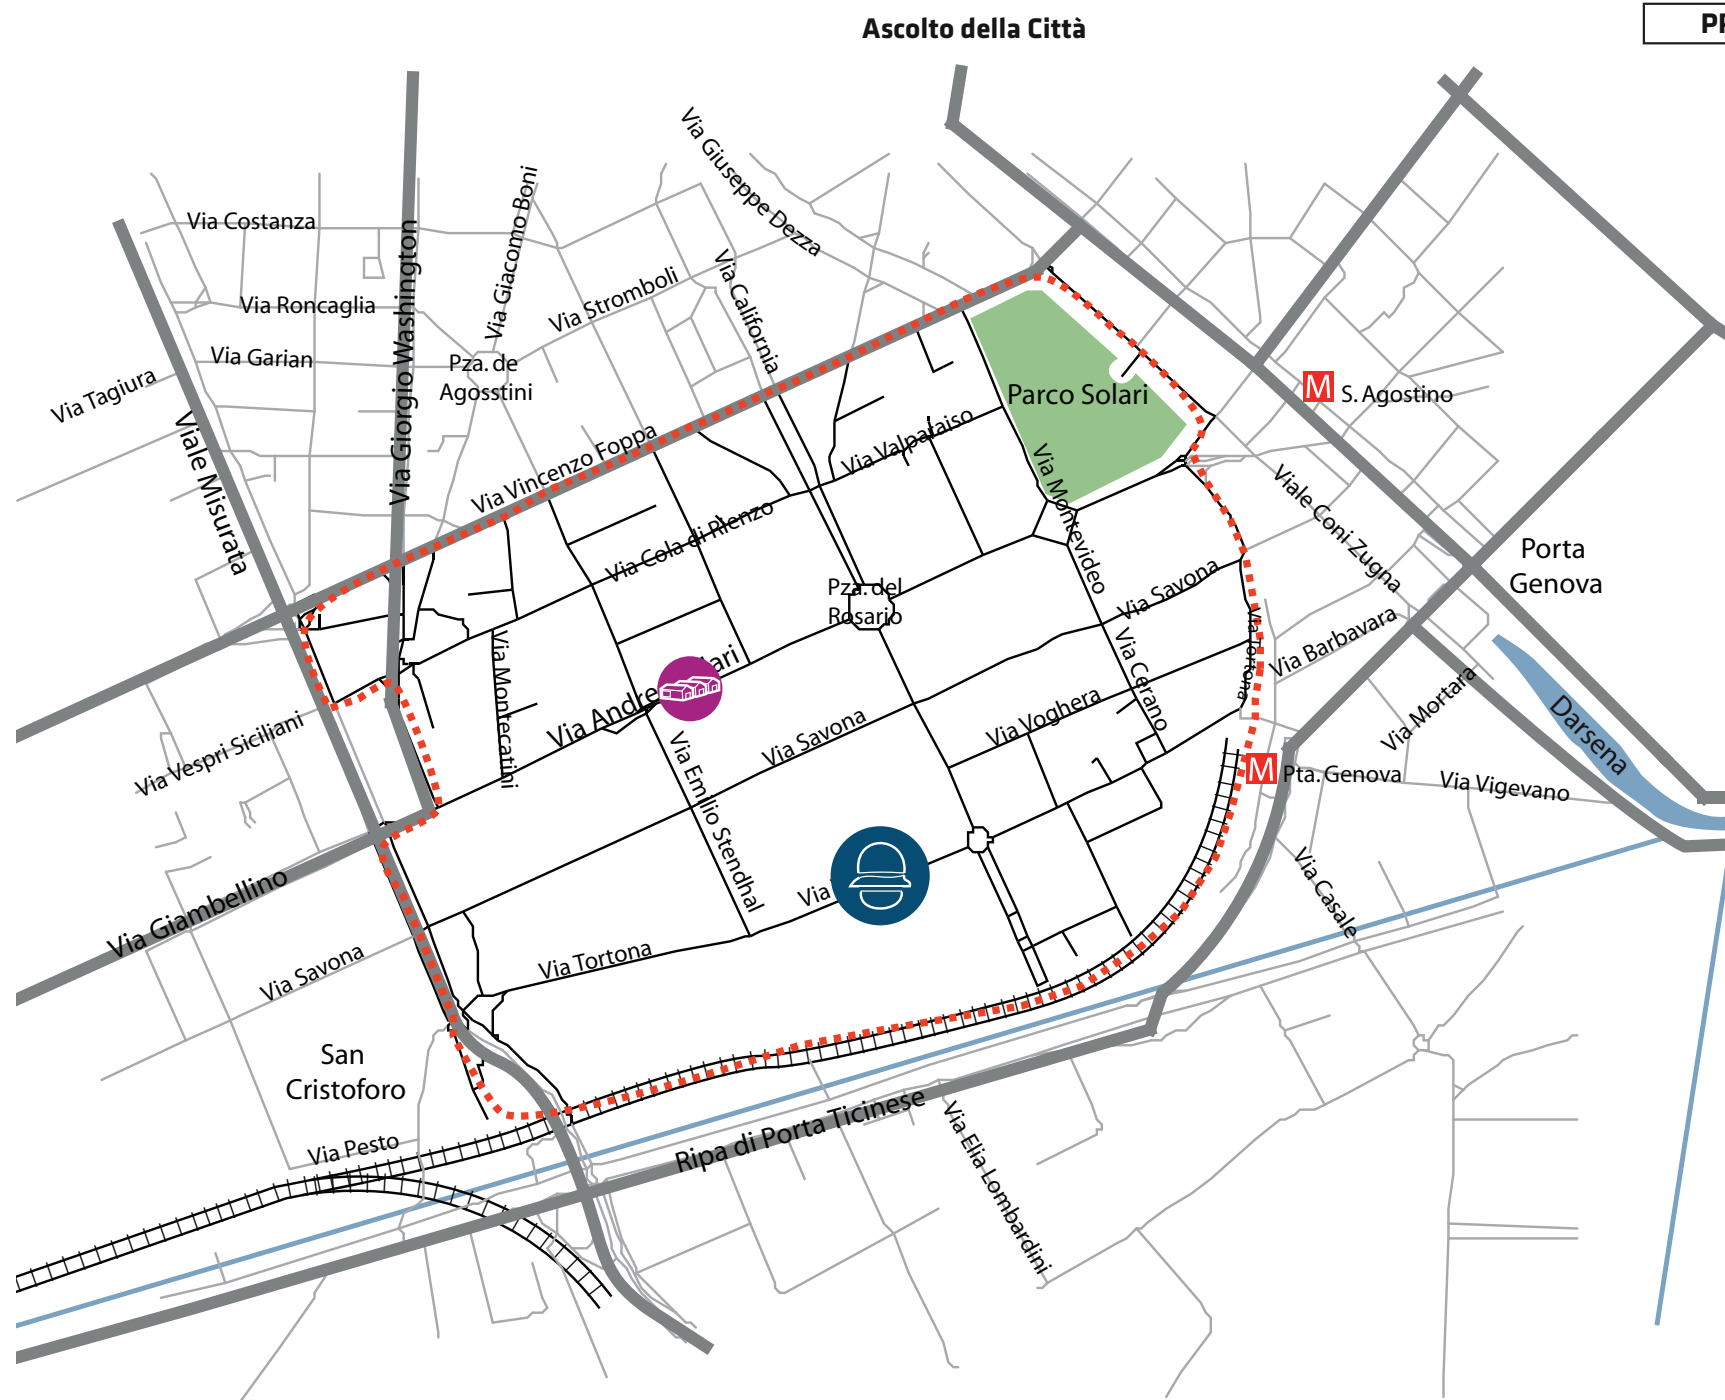 Ascolto della Città
Via Giuseppe Dezza
Via Costanza
Via Giacomo Boni
Via Giorgio Washington
Via California
Via Stromboli
Via Roncaglia
Via Garian
Pza. de
Agosstini
Via Tagiura
Parco Solari
M
S. Agostino
Viale Misurata
Via Vincenzo Foppa
Via Valparaiso
Via Montevideo
Viale Coni Zugna
Via Cola di Rienzo
Porta
Genova
Pza. del
Rosario
Via Savona
Via Tortona
Via Barbavara
Via Cerano
Via Montecatini
Via Andre
lari
Via Vespri Siciliani
Via Savona
Via Voghera
Via Mortara
Darsena
Via Emilio Stendhal
M
Pta. Genova
Via Vigevano
Via Giambellino
Via
Via Casale
Via Savona
Via Tortona
San
Cristoforo
Via Pesto
Ripa di Porta Ticinese
Via Elia Lombardini